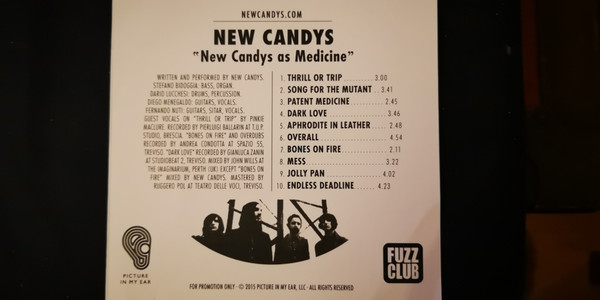 NEWCANDYS.COM
NEW CANDYS
"New Candys as Medicine"
WRITTEN AND PERFORMED BY NEW CANDYS.
STEFANO BIDOGGIA: BASS, ORGAN.
DARIO LUCCHESI: DRUMS, PERCUSSION.
DIEGO MENEGALDO: GUITARS, VOCALS.
FERNANDO NUTI: GUITARS, SITAR, VOCALS.
GUEST VOCALS ON "THRILL OR TRIP" BY PINKIE
MACLURE. RECORDED BY PIERLUIGI BALLARIN AT T.U.P.
STUDIO, BRESCIA. "BONES ON FIRE" AND OVERDUBS
RECORDED BY ANDREA CONDOTTA AT SPAZIO 55,
TREVISO. "DARK LOVE" RECORDED BY GIANLUCA ZANIN
AT STUDIOBEAT 2, TREVISO. MIXED BY JOHN WILLS AT
THE IMAGINARIUM, PERTH (UK) EXCEPT "BONES ON
FIRE" MIXED BY NEW CANDYS. MASTERED BY
RUGGERO POL AT TEATRO DELLE VOCI, TREVISO.
1. THRILL OR TRIP........... 3.00
2. SONG FOR THE MUTANT .. 3.41
3. PATENT MEDICINE ........ 2.45
4. DARK LOVE ............... 3.46
5. APHRODITE IN LEATHER.... 2.48
6. OVERALL ................. 4.54
7. BONES ON FIRE............ 2.11
8. MESS .................... 3.22
9. JOLLY PAN ............... 4.02
10. ENDLESS DEADLINE........ 4.23
PICTURE
IN MY EAR
FUZZ
CLUB
FOR PROMOTION ONLY · © 2015 PICTURE IN MY EAR, LLC · ALL RIGHTS RESERVED